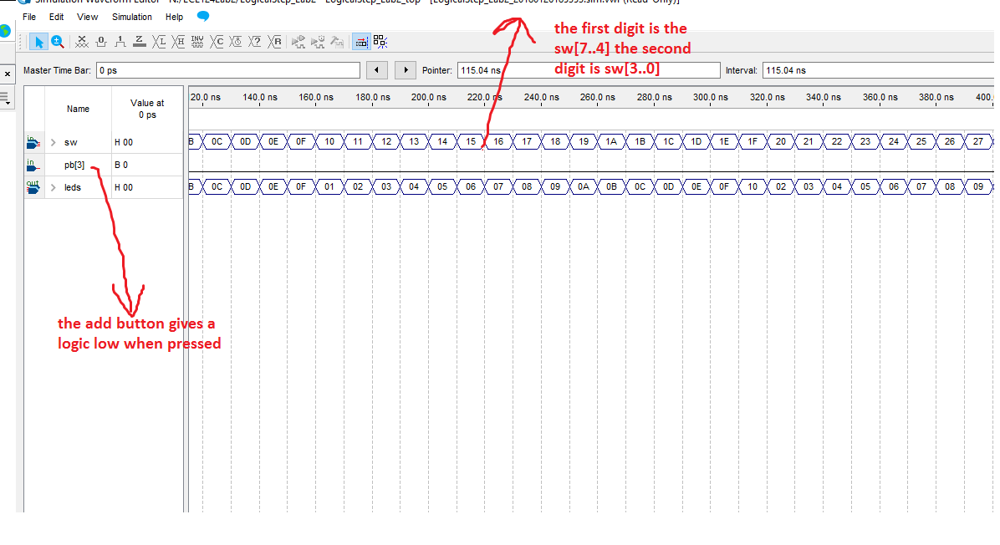 Simulation Waveform Editor - N:/ECE124Lab2/LogicalStep_Lab2 - LogicalStep_Lab2_top - (Read-Only)]
File Edit View Simulation Help
the first digit is the
sw[7..4] the second
digit is sw[3..0]
Master Time Bar: 0 ps Pointer: 115.04 ns Interval: 115.04 ns
Name Value at
0 ps
20.0 ns 140.0 ns 160.0 ns 180.0 ns 200.0 ns 220.0 ns 240.0 ns 260.0 ns 280.0 ns 300.0 ns 320.0 ns 340.0 ns 360.0 ns 380.0 ns 400.
in sw H 00 B 0C 0D 0E 0F 10 11 12 13 14 15 16 17 18 19 1A 1B 1C 1D 1E 1F 20 21 22 23 24 25 26 27
in pb[3] B 0
out leds H 00 B 0C 0D 0E 0F 01 02 03 04 05 06 07 08 09 0A 0B 0C 0D 0E 0F 10 02 03 04 05 06 07 08 09
the add button gives a
logic low when pressed